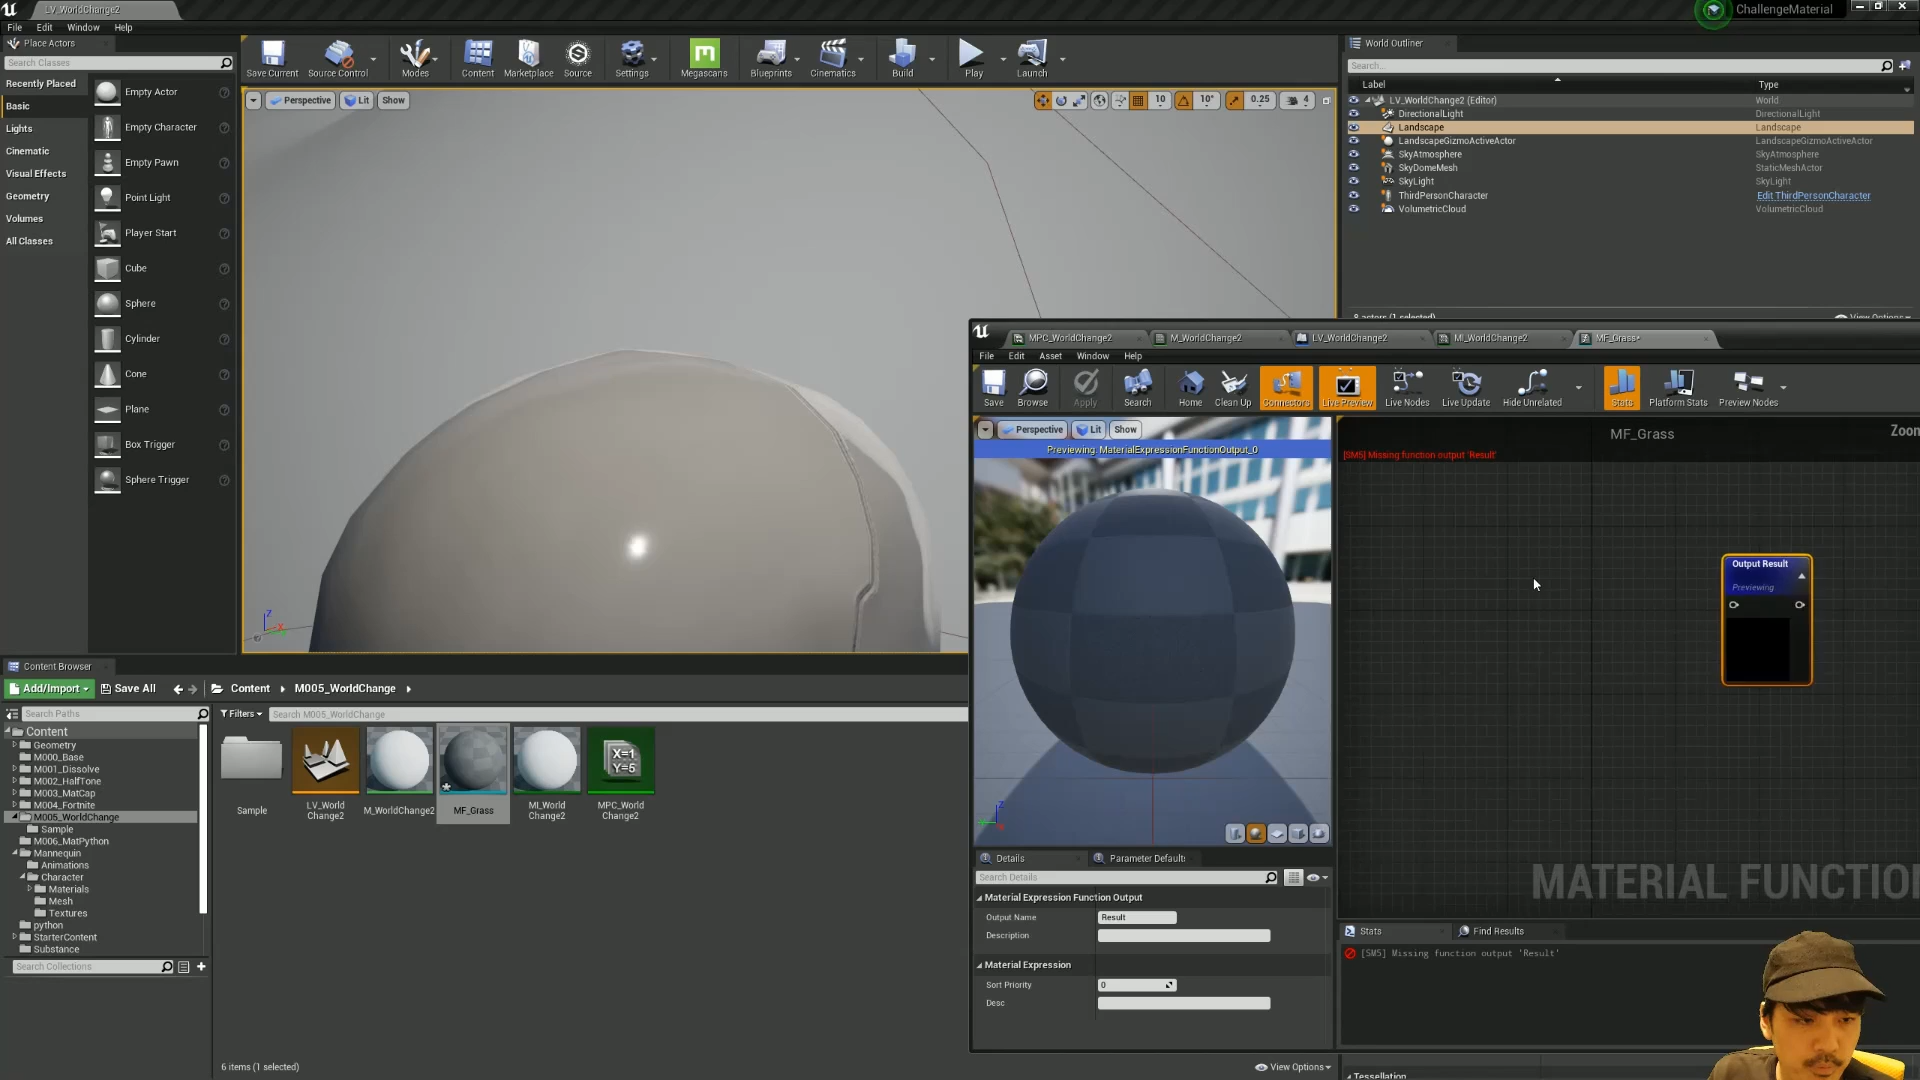 LV_WorldChange2
ChallengeMaterial
File Edit Window Help
Place Actors
Search Classes
Recently Placed
Basic
Lights
Cinematic
Visual Effects
Geometry
Volumes
All Classes
Empty Actor
Empty Character
Empty Pawn
Point Light
Player Start
Cube
Sphere
Cylinder
Cone
Plane
Box Trigger
Sphere Trigger
Save Current Source Control Modes Content Marketplace Source Settings Megascans Blueprints Cinematics Build Play Launch
Perspective Lit Show
10 10° 0.25 4
World Outliner
Search...
Label Type
LV_WorldChange2 (Editor) World
DirectionalLight DirectionalLight
Landscape Landscape
LandscapeGizmoActiveActor LandscapeGizmoActiveActor
SkyAtmosphere SkyAtmosphere
SkyDomeMesh StaticMeshActor
SkyLight SkyLight
ThirdPersonCharacter Edit ThirdPersonCharacter
VolumetricCloud VolumetricCloud
8 actors (1 selected) View Options
MPC_WorldChange2 M_WorldChange2 LV_WorldChange2 MI_WorldChange2 MF_Grass*
File Edit Asset Window Help
Save Browse Apply Search Home Clean Up Connectors Live Preview Live Nodes Live Update Hide Unrelated Stats Platform Stats Preview Nodes
Perspective Lit Show
Previewing: MaterialExpressionFunctionOutput_0
MF_Grass
Zoom
[SM5] Missing function output 'Result'
Output Result
Previewing
MATERIAL FUNCTIO
Details Parameter Defaults
Search Details
Material Expression Function Output
Output Name Result
Description
Material Expression
Sort Priority 0
Desc
Stats Find Results
[SM5] Missing function output 'Result'
Tessellation
Content Browser
Add/Import Save All Content M005_WorldChange
Search Paths
Filters Search M005_WorldChange
Content
Geometry
M000_Base
M001_Dissolve
M002_HalfTone
M003_MatCap
M004_Fortnite
M005_WorldChange
Sample
M006_MatPython
Mannequin
Animations
Character
Materials
Mesh
Textures
python
StarterContent
Substance
Search Collections
Sample
LV_World
Change2
M_WorldChange2
MF_Grass
MI_World
Change2
X=1
Y=5
MPC_World
Change2
6 items (1 selected)
View Options